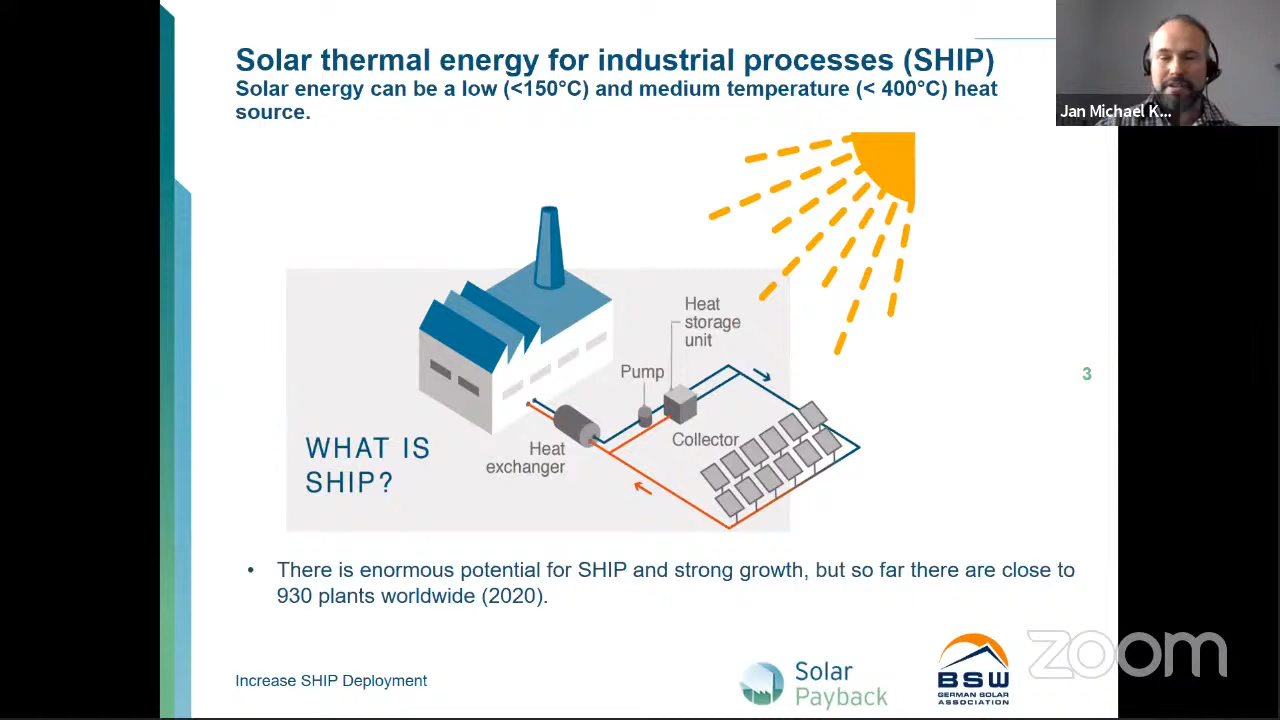 Solar thermal energy for industrial processes (SHIP)
Solar energy can be a low (<150°C) and medium temperature (< 400°C) heat
source.
Jan Michael K...
Heat
storage
unit
Pump
3
Collector
Heat
exchanger
WHAT IS
SHIP?
• There is enormous potential for SHIP and strong growth, but so far there are close to
930 plants worldwide (2020).
Increase SHIP Deployment
Solar
Payback
BSW
GERMAN SOLAR
ASSOCIATION
zoom